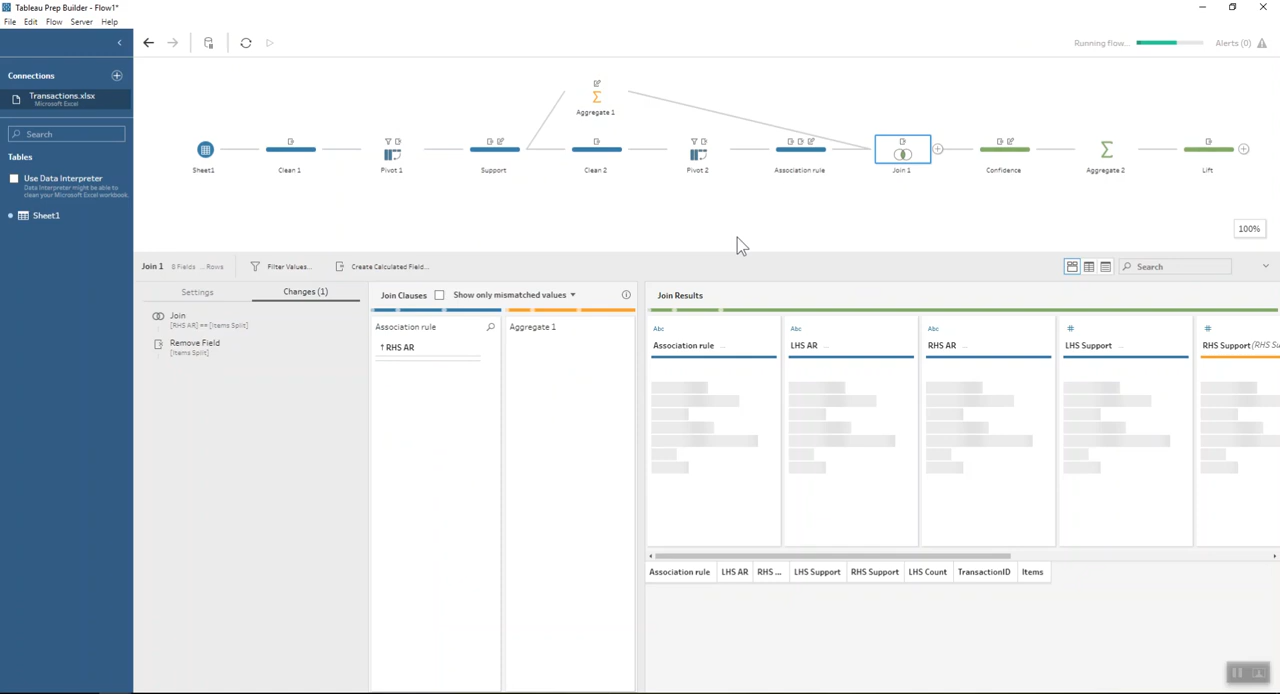 Tableau Prep Builder - Flow1*
File Edit Flow Server Help
Running flow... Alerts (0)
Connections
Transactions.xlsx
Microsoft Excel
Search
Tables
Use Data Interpreter
Data Interpreter might be able to
clean your Microsoft Excel workbook.
Sheet1
Aggregate 1
Sheet1 Clean 1 Pivot 1 Support Clean 2 Pivot 2 Association rule Join 1 Confidence Aggregate 2 Lift
100%
Join 1 8 Fields ... Rows Filter Values... Create Calculated Field... Search
Settings Changes (1) Join Clauses Show only mismatched values Join Results
Join
[RHS AR] == [Items Split]
Remove Field
[Items Split]
Association rule Aggregate 1
RHS AR
Abc Abc Abc # #
Association rule ... LHS AR ... RHS AR ... LHS Support ... RHS Support (RHS Su
Association rule LHS AR RHS ... LHS Support RHS Support LHS Count TransactionID Items